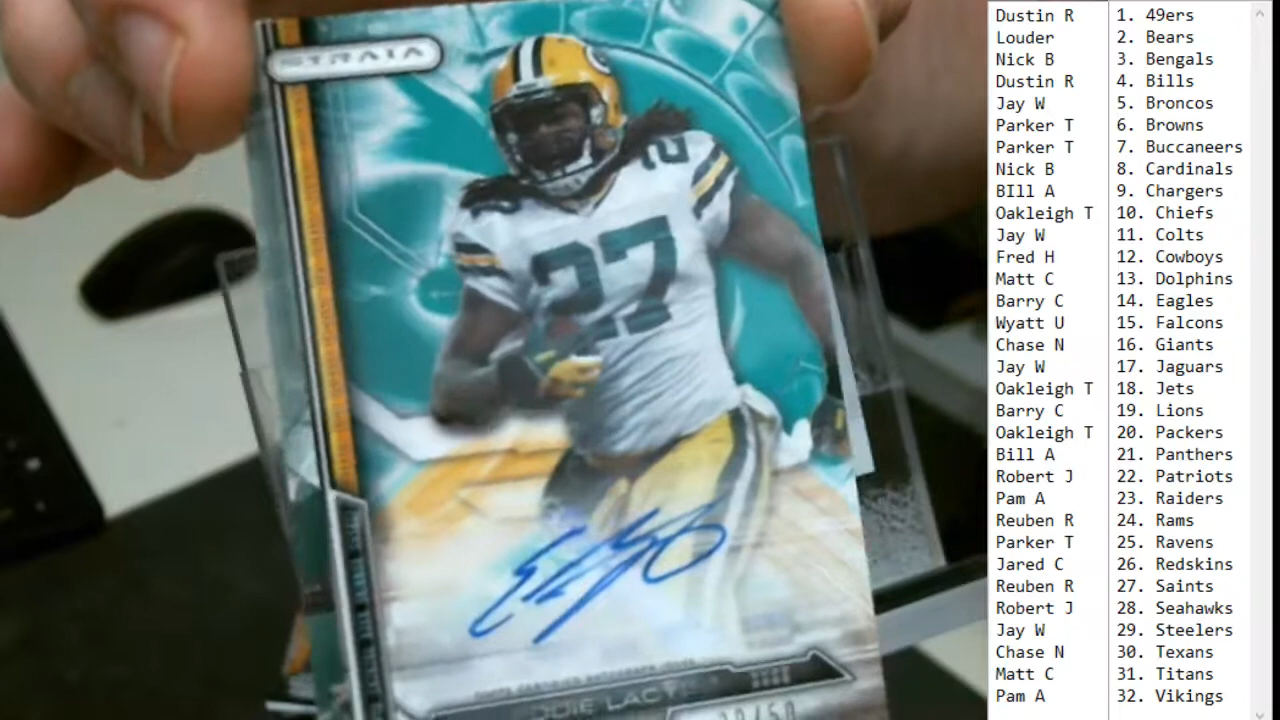 STRATA
27
27
Dustin R 1. 49ers
Louder 2. Bears
Nick B 3. Bengals
Dustin R 4. Bills
Jay W 5. Broncos
Parker T 6. Browns
Parker T 7. Buccaneers
Nick B 8. Cardinals
BIll A 9. Chargers
Oakleigh T 10. Chiefs
Jay W 11. Colts
Fred H 12. Cowboys
Matt C 13. Dolphins
Barry C 14. Eagles
Wyatt U 15. Falcons
Chase N 16. Giants
Jay W 17. Jaguars
Oakleigh T 18. Jets
Barry C 19. Lions
Oakleigh T 20. Packers
Bill A 21. Panthers
Robert J 22. Patriots
Pam A 23. Raiders
Reuben R 24. Rams
Parker T 25. Ravens
Jared C 26. Redskins
Reuben R 27. Saints
Robert J 28. Seahawks
Jay W 29. Steelers
Chase N 30. Texans
Matt C 31. Titans
Pam A 32. Vikings